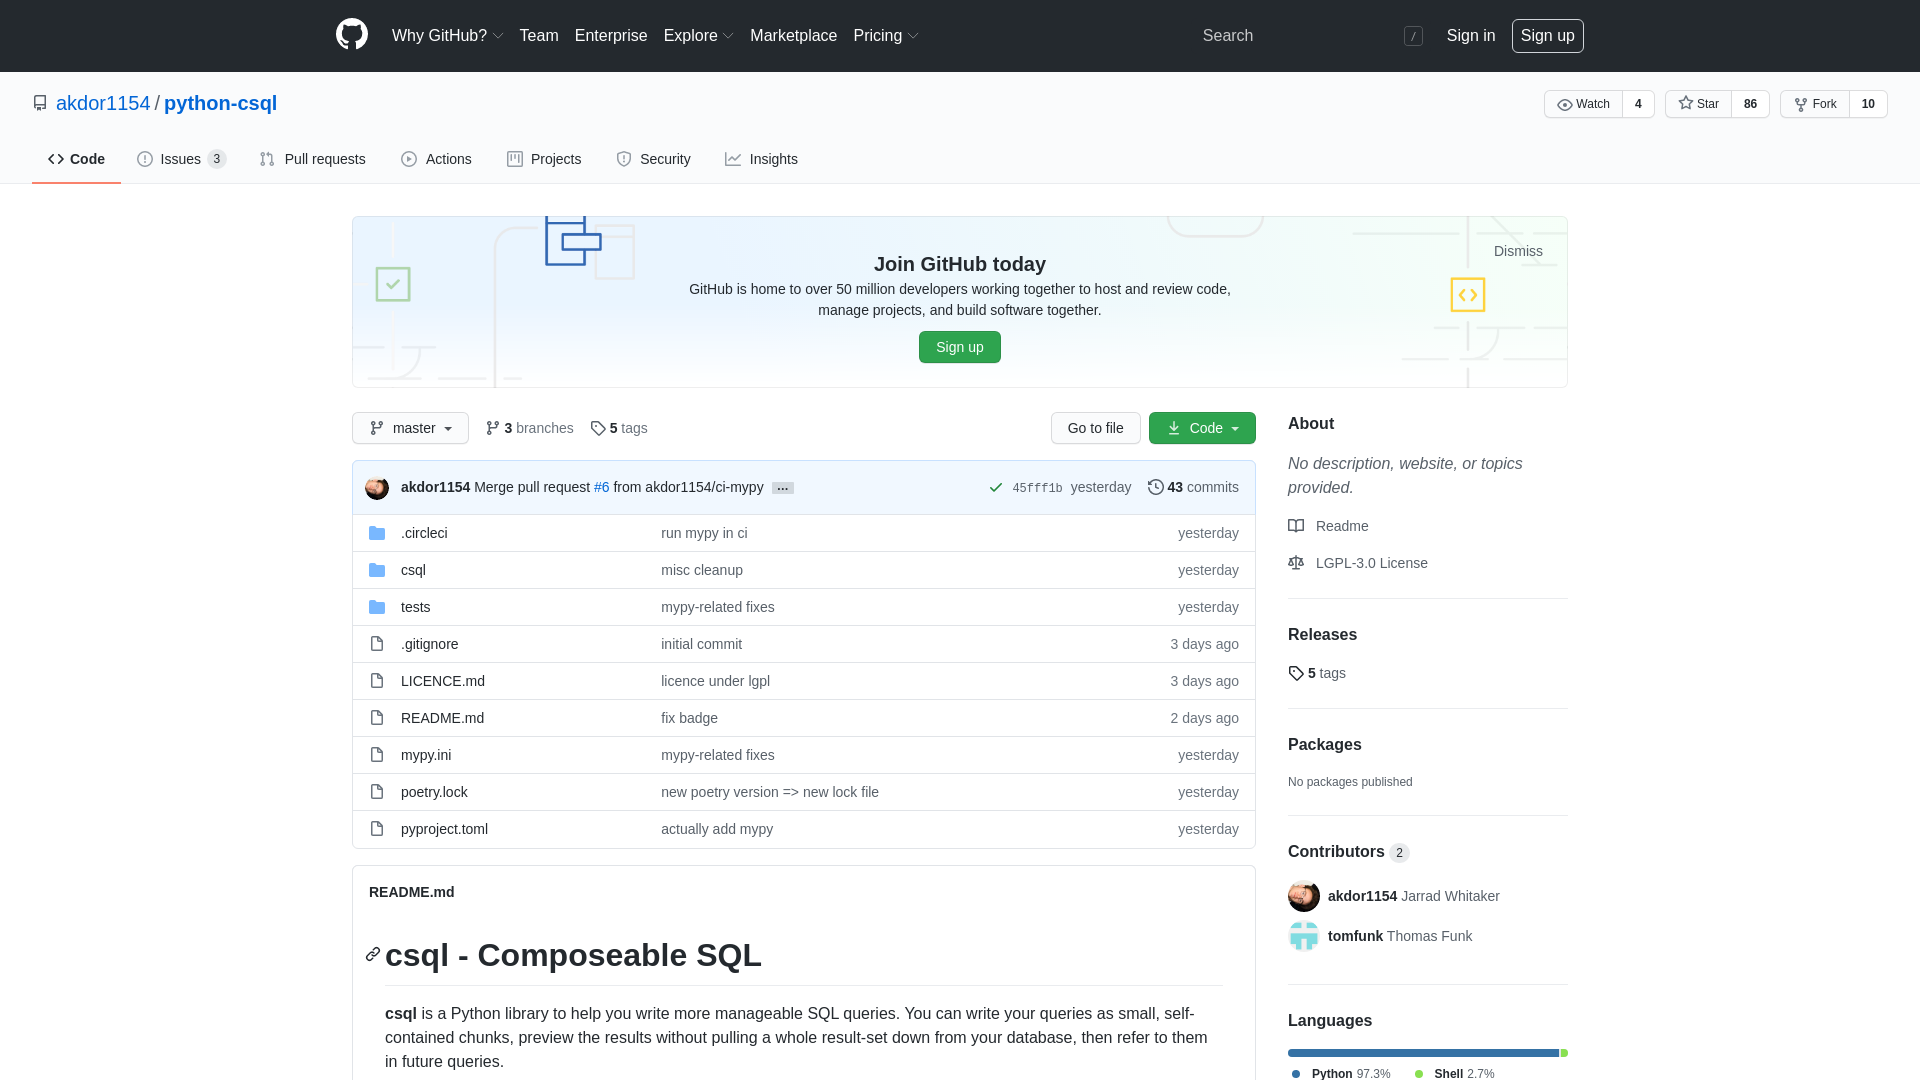 Why GitHub? Team Enterprise Explore Marketplace Pricing Search / Sign in Sign up
akdor1154 / python-csql Watch 4 Star 86 Fork 10
Code Issues 3 Pull requests Actions Projects Security Insights
Dismiss
Join GitHub today
GitHub is home to over 50 million developers working together to host and review code,
manage projects, and build software together.
Sign up
master 3 branches 5 tags Go to file Code
akdor1154 Merge pull request #6 from akdor1154/ci-mypy … 45fff1b yesterday 43 commits
.circleci run mypy in ci yesterday
csql misc cleanup yesterday
tests mypy-related fixes yesterday
.gitignore initial commit 3 days ago
LICENCE.md licence under lgpl 3 days ago
README.md fix badge 2 days ago
mypy.ini mypy-related fixes yesterday
poetry.lock new poetry version => new lock file yesterday
pyproject.toml actually add mypy yesterday
README.md
csql - Composeable SQL
csql is a Python library to help you write more manageable SQL queries. You can write your queries as small, self-
contained chunks, preview the results without pulling a whole result-set down from your database, then refer to them
in future queries.
About
No description, website, or topics
provided.
Readme
LGPL-3.0 License
Releases
5 tags
Packages
No packages published
Contributors 2
akdor1154 Jarrad Whitaker
tomfunk Thomas Funk
Languages
Python 97.3% Shell 2.7%